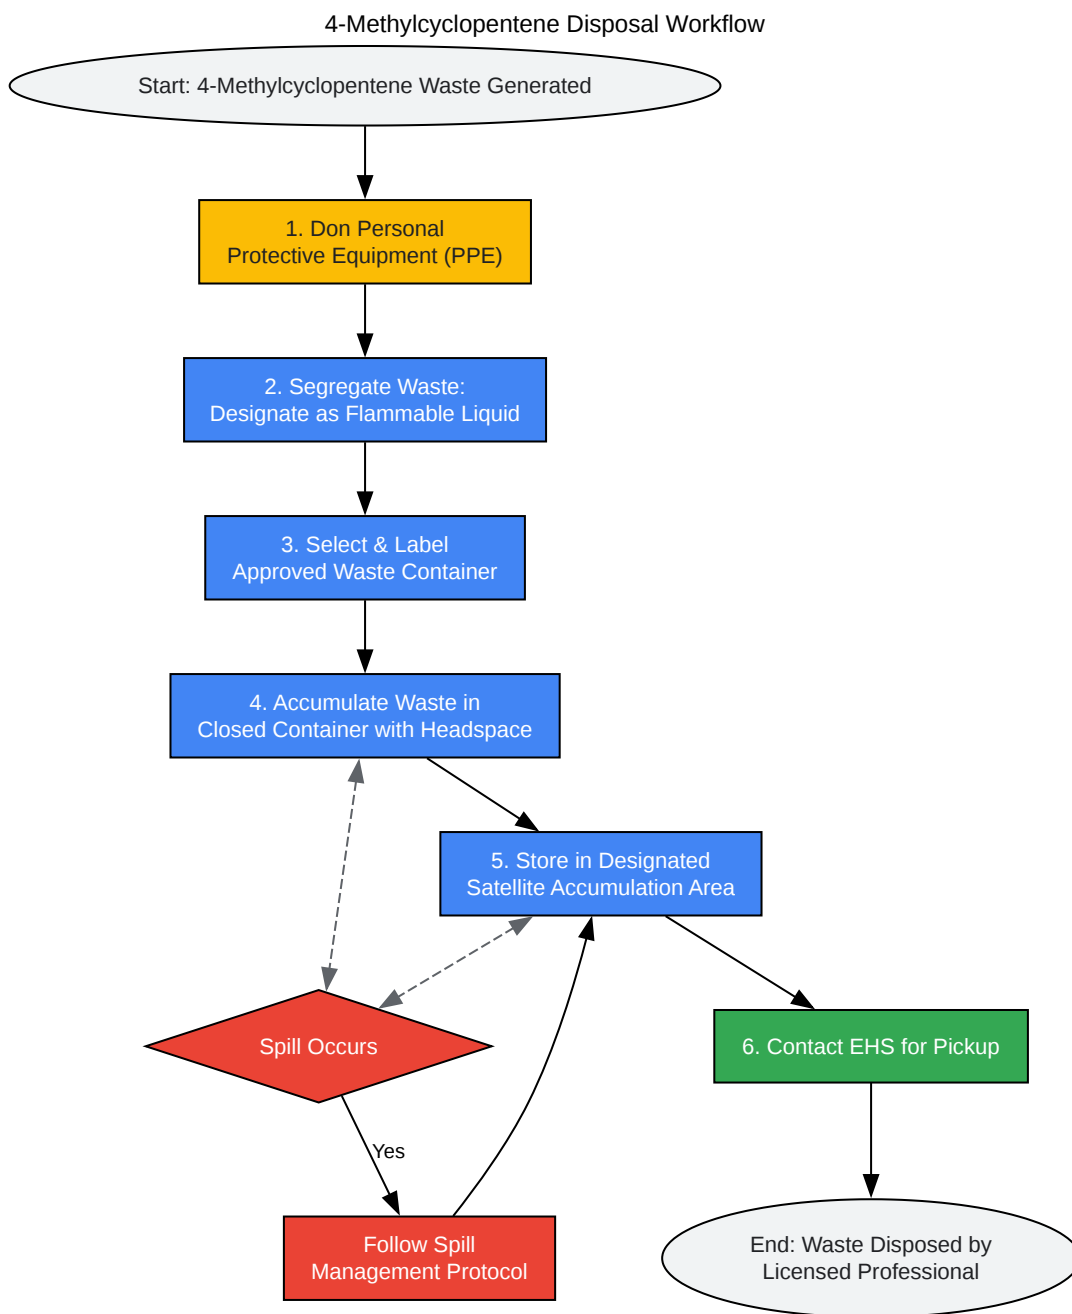 4-Methylcyclopentene Disposal Workflow
Start: 4-Methylcyclopentene Waste Generated
1. Don Personal
Protective Equipment (PPE)
2. Segregate Waste:
Designate as Flammable Liquid
3. Select & Label
Approved Waste Container
4. Accumulate Waste in
Closed Container with Headspace
5. Store in Designated
Satellite Accumulation Area
Spill Occurs
6. Contact EHS for Pickup
Yes
Follow Spill
Management Protocol
End: Waste Disposed by
Licensed Professional